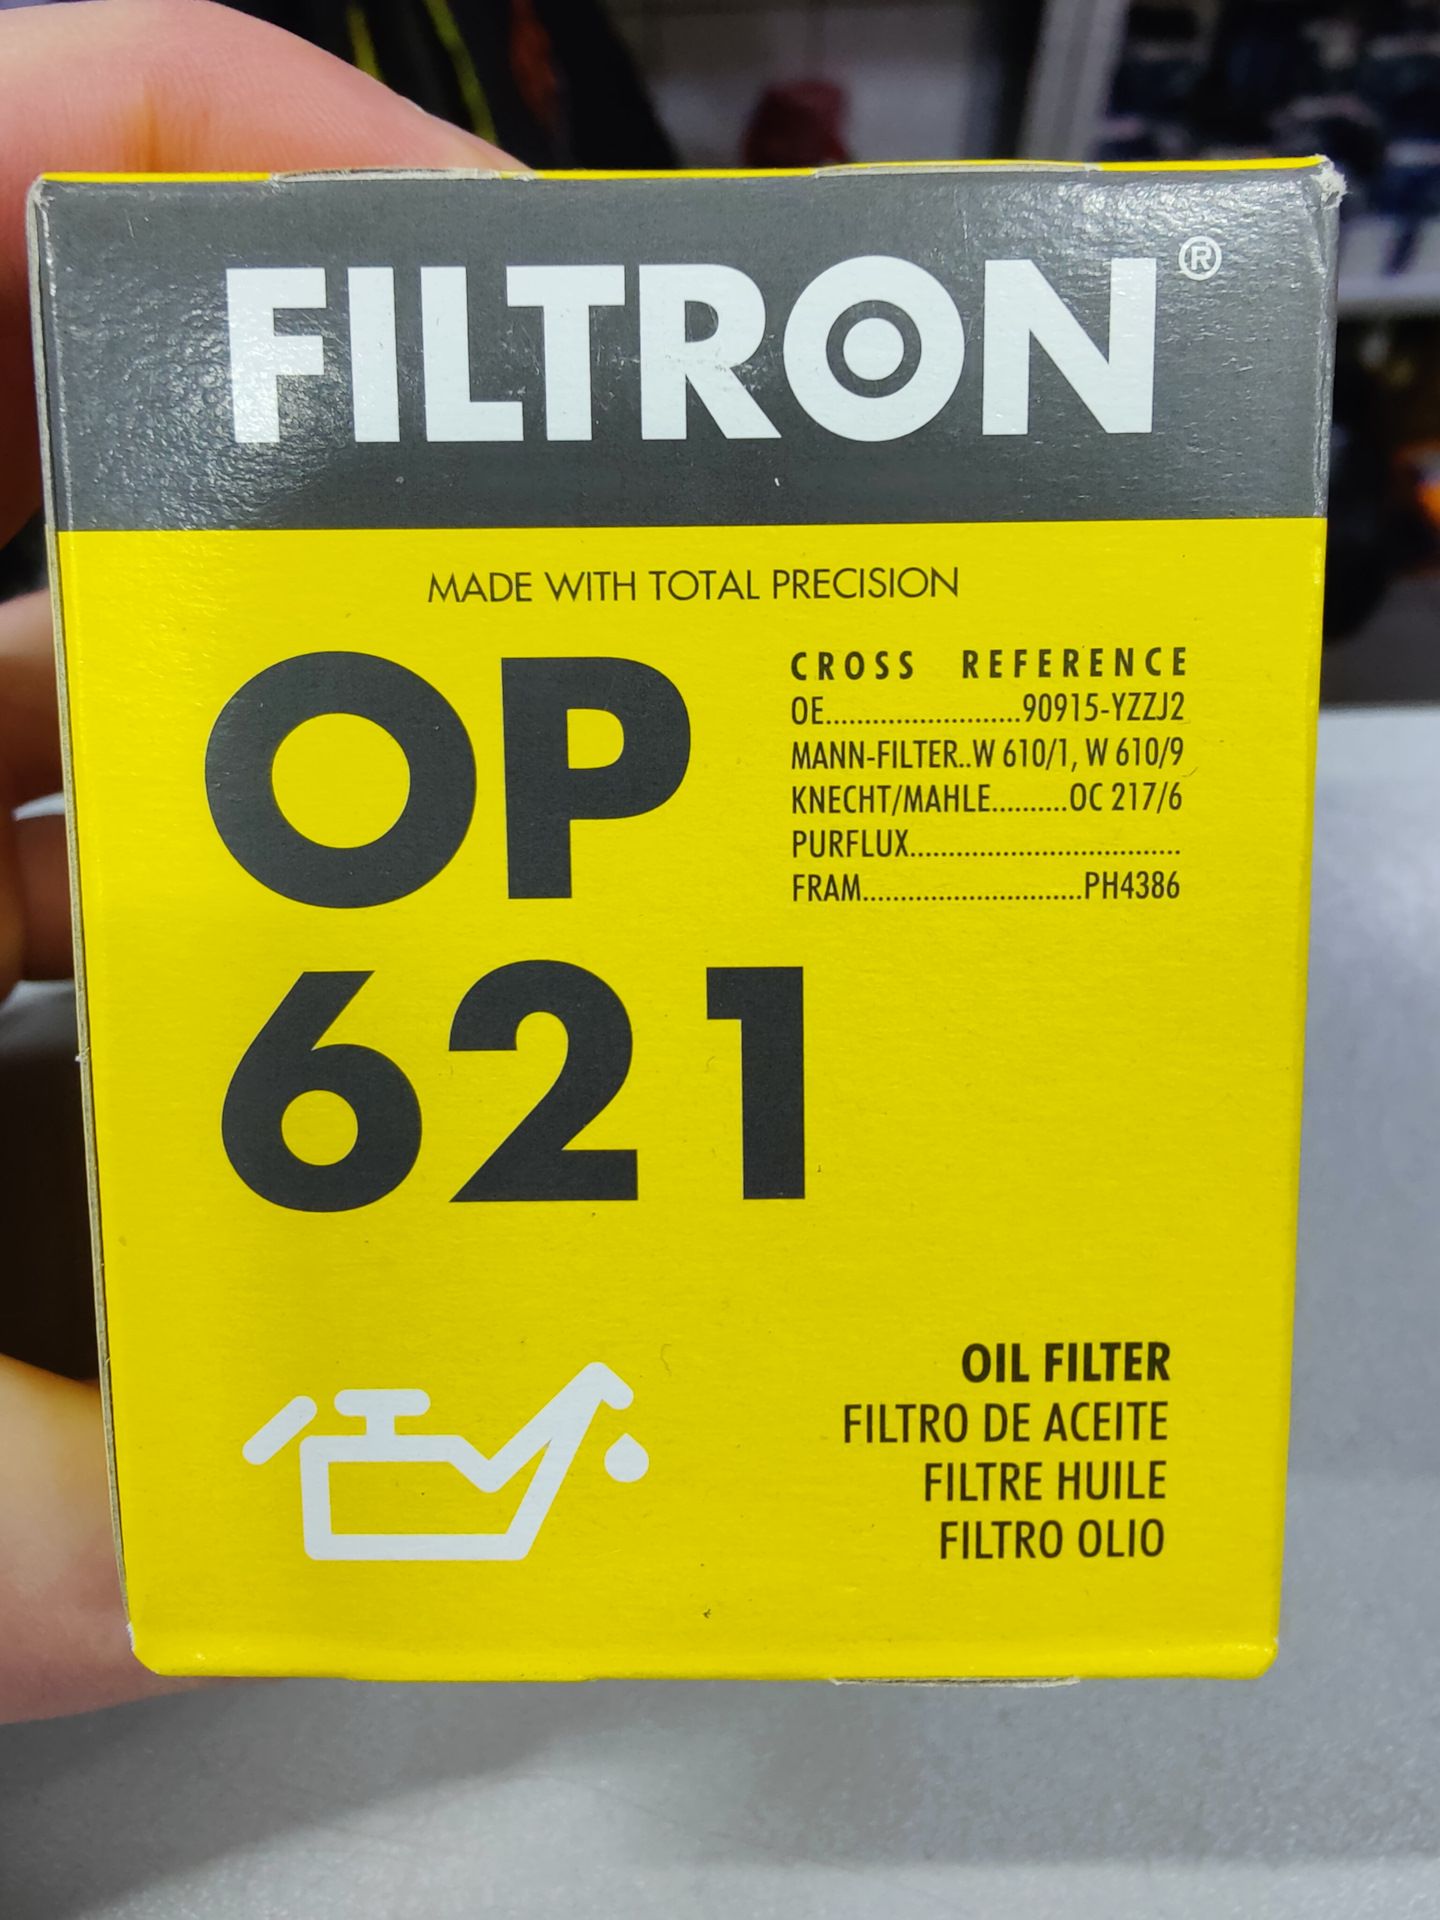 FILTRON®
MADE WITH TOTAL PRECISION
OP
621
CROSS REFERENCE
OE.........................90915-YZZJ2
MANN-FILTER..W 610/1, W 610/9
KNECHT/MAHLE..........OC 217/6
PURFLUX...................................
FRAM.............................PH4386
OIL FILTER
FILTRO DE ACEITE
FILTRE HUILE
FILTRO OLIO